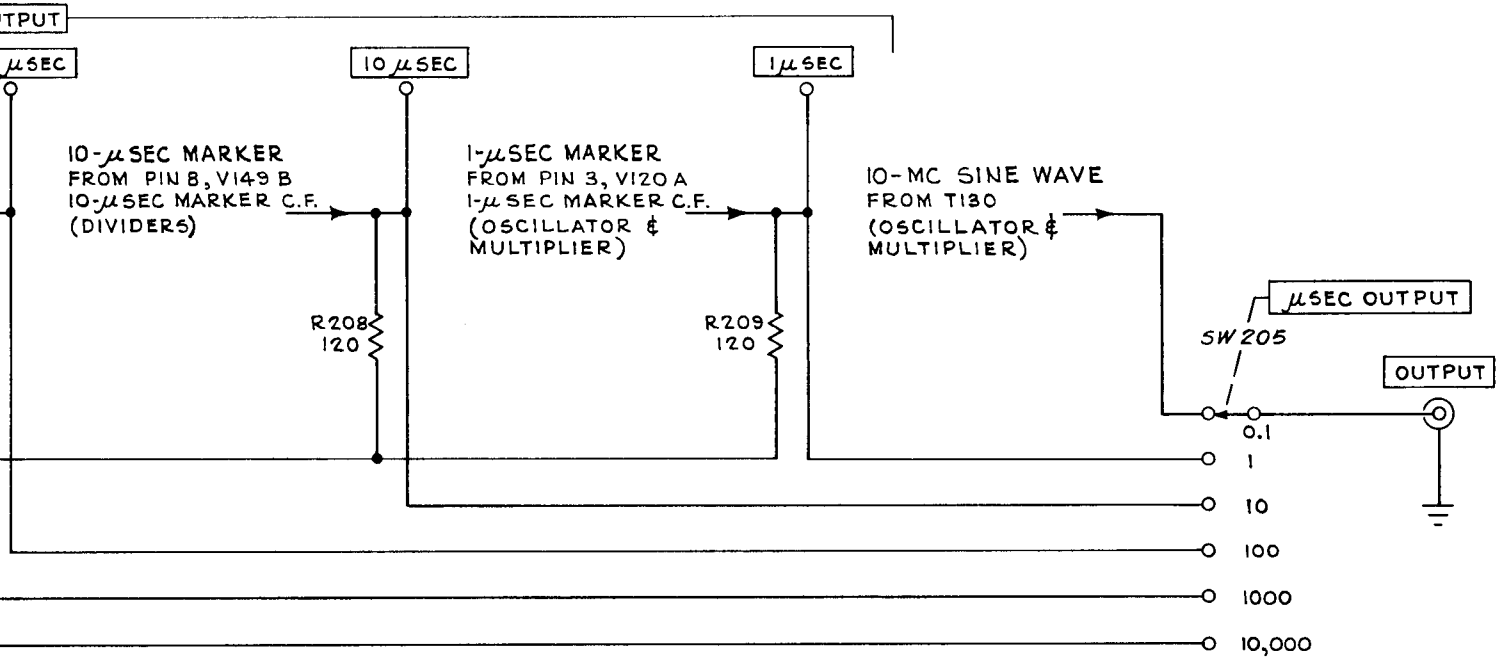 UTPUT
μSEC
10 μSEC
1 μSEC
10-μSEC MARKER
FROM PIN 8, V149 B
10-μSEC MARKER C.F.
(DIVIDERS)
1-μSEC MARKER
FROM PIN 3, V120 A
1-μSEC MARKER C.F.
(OSCILLATOR &
MULTIPLIER)
10-MC SINE WAVE
FROM T130
(OSCILLATOR &
MULTIPLIER)
μSEC OUTPUT
R208
120
R209
120
SW 205
OUTPUT
0.1
1
10
100
1000
10,000